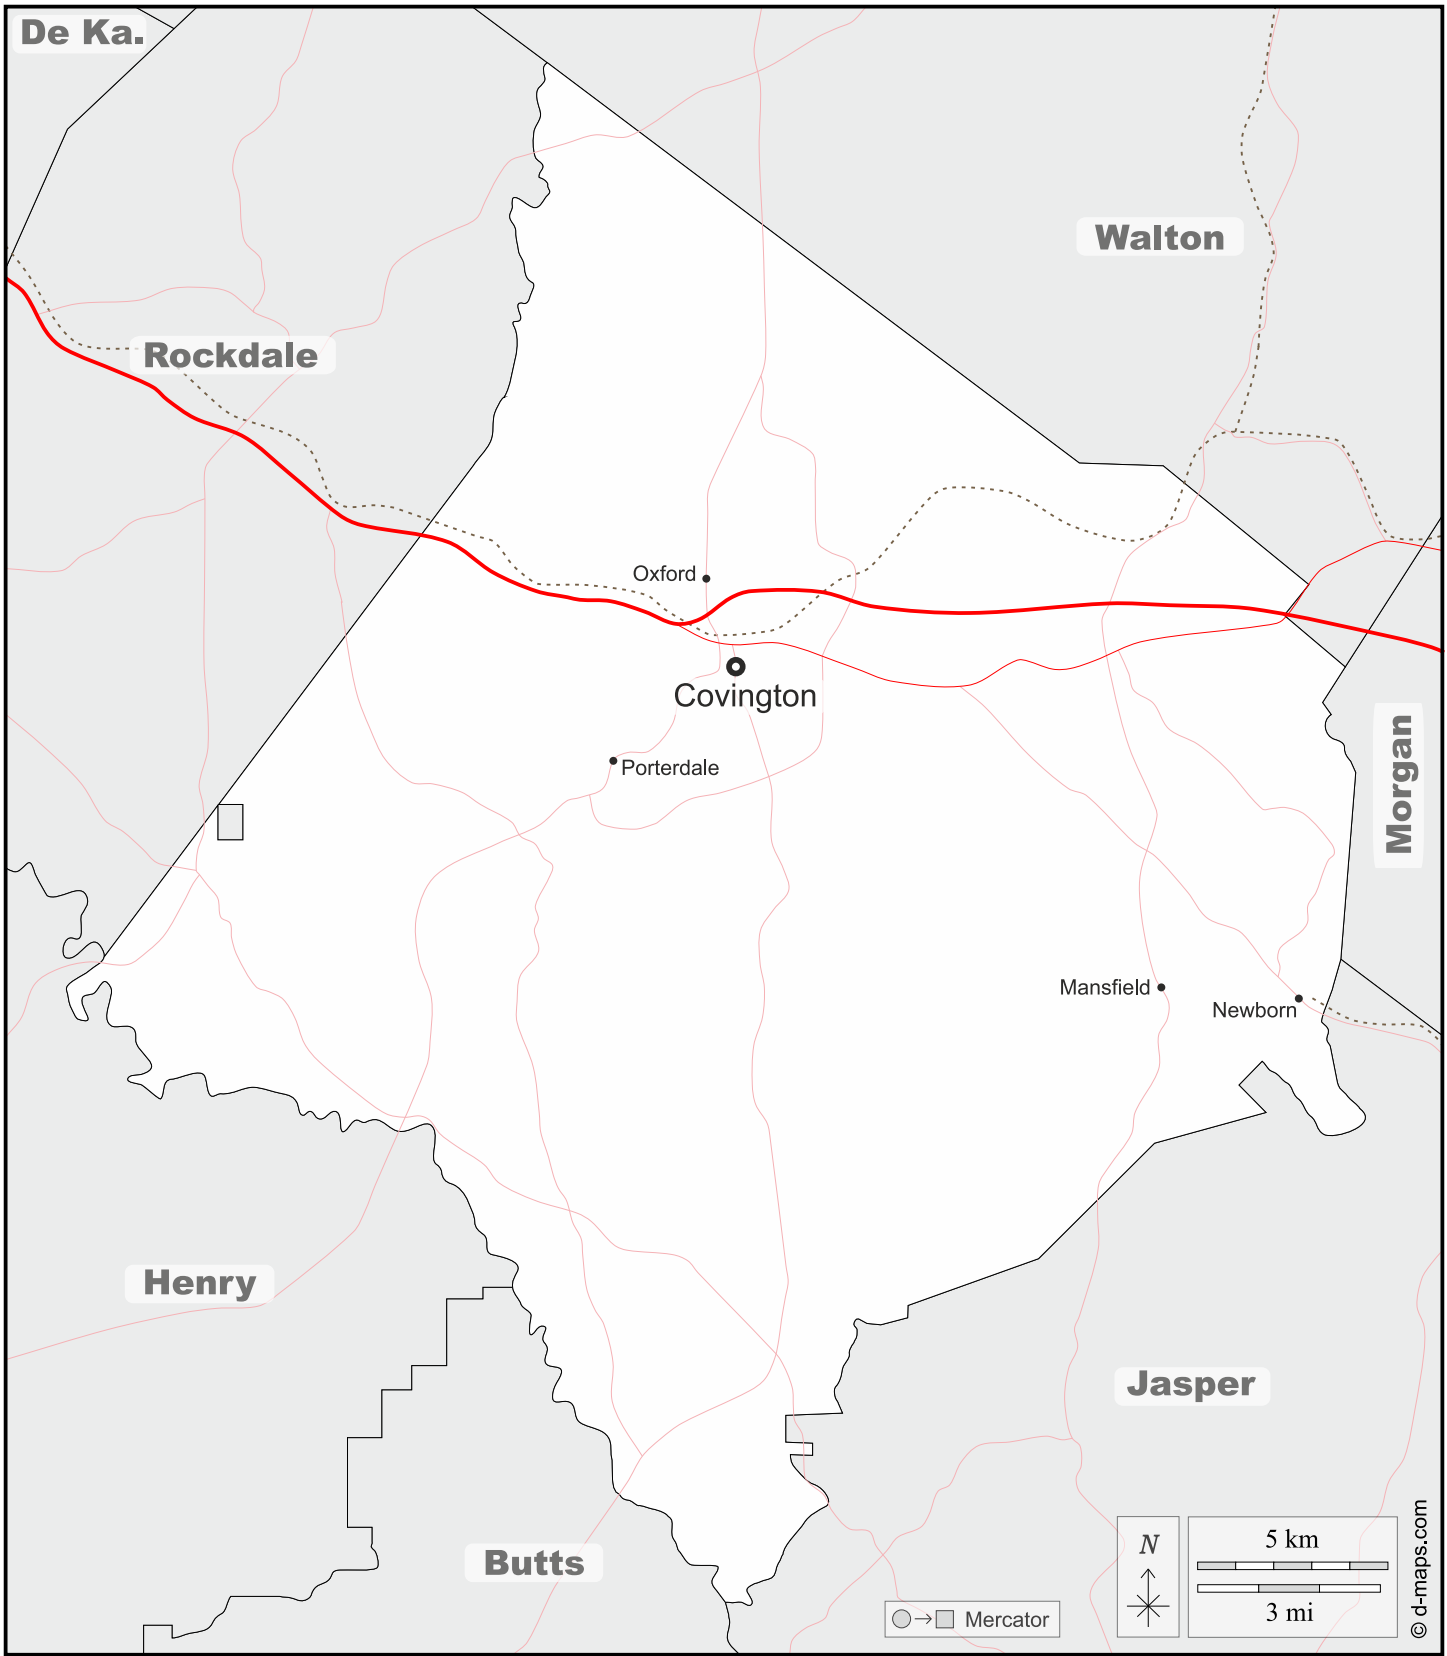 De Ka.
Walton
Rockdale
Oxford
Covington
Morgan
Porterdale
Mansfield
Newborn
Henry
Jasper
Butts
N
5 km
3 mi
Mercator
© d-maps.com